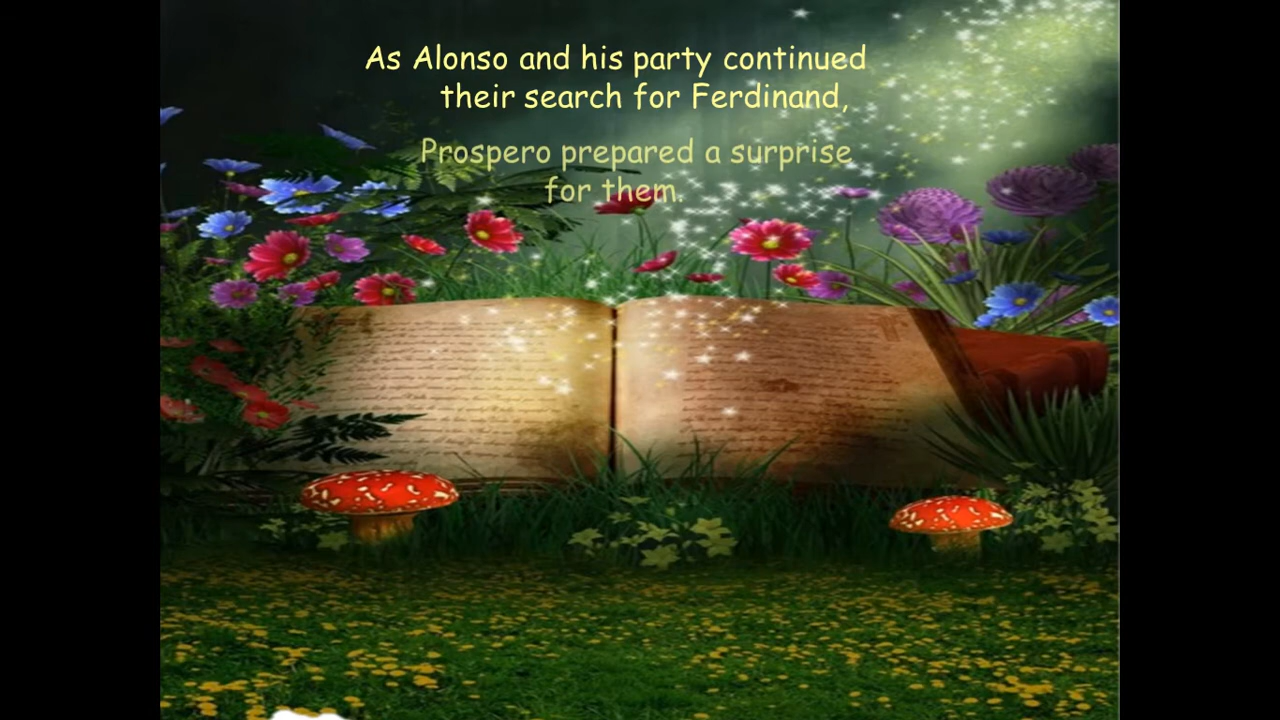 As Alonso and his party continued
their search for Ferdinand,
Prospero prepared a surprise
for them.